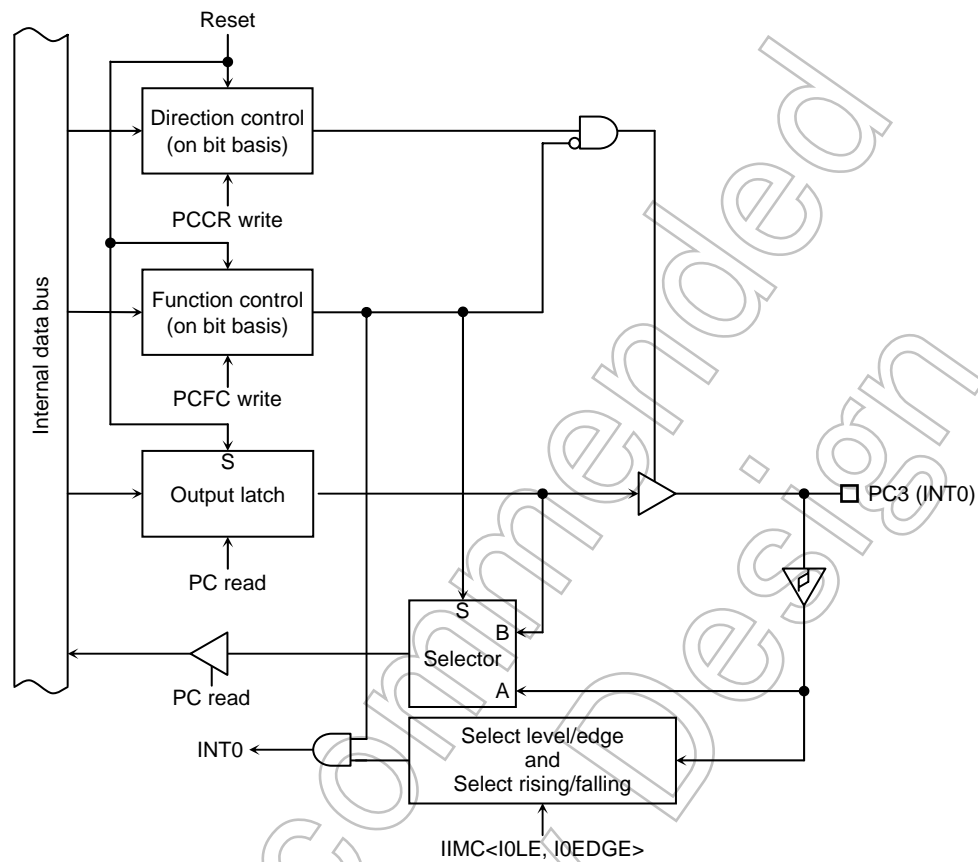 Reset
Direction control
(on bit basis)
PCCR write
Internal data bus
Function control
(on bit basis)
PCFC write
S
Output latch
PC3 (INT0)
PC read
S
B
Selector
A
PC read
INT0
Select level/edge
and
Select rising/falling
IIMC<I0LE, I0EDGE>
commended
Design